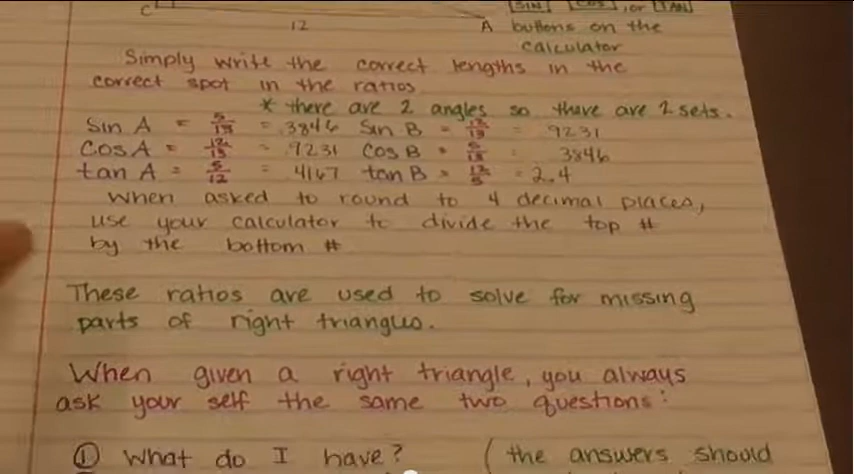 C
12
A
SIN COS, or TAN
buttons on the
calculator
Simply write the correct lengths in the
correct spot in the ratios
* there are 2 angles so there are 2 sets.
Sin A = 5/13 = .3846 Sin B = 12/13 = 9231
Cos A = 12/13 = .9231 Cos B = 5/13 = 3846
tan A = 5/12 = 4167 tan B = 12/5 = 2.4
When asked to round to 4 decimal places,
use your calculator to divide the top #
by the bottom #
These ratios are used to solve for missing
parts of right triangles.
When given a right triangle, you always
ask your self the same two questions:
① What do I have? (the answers should